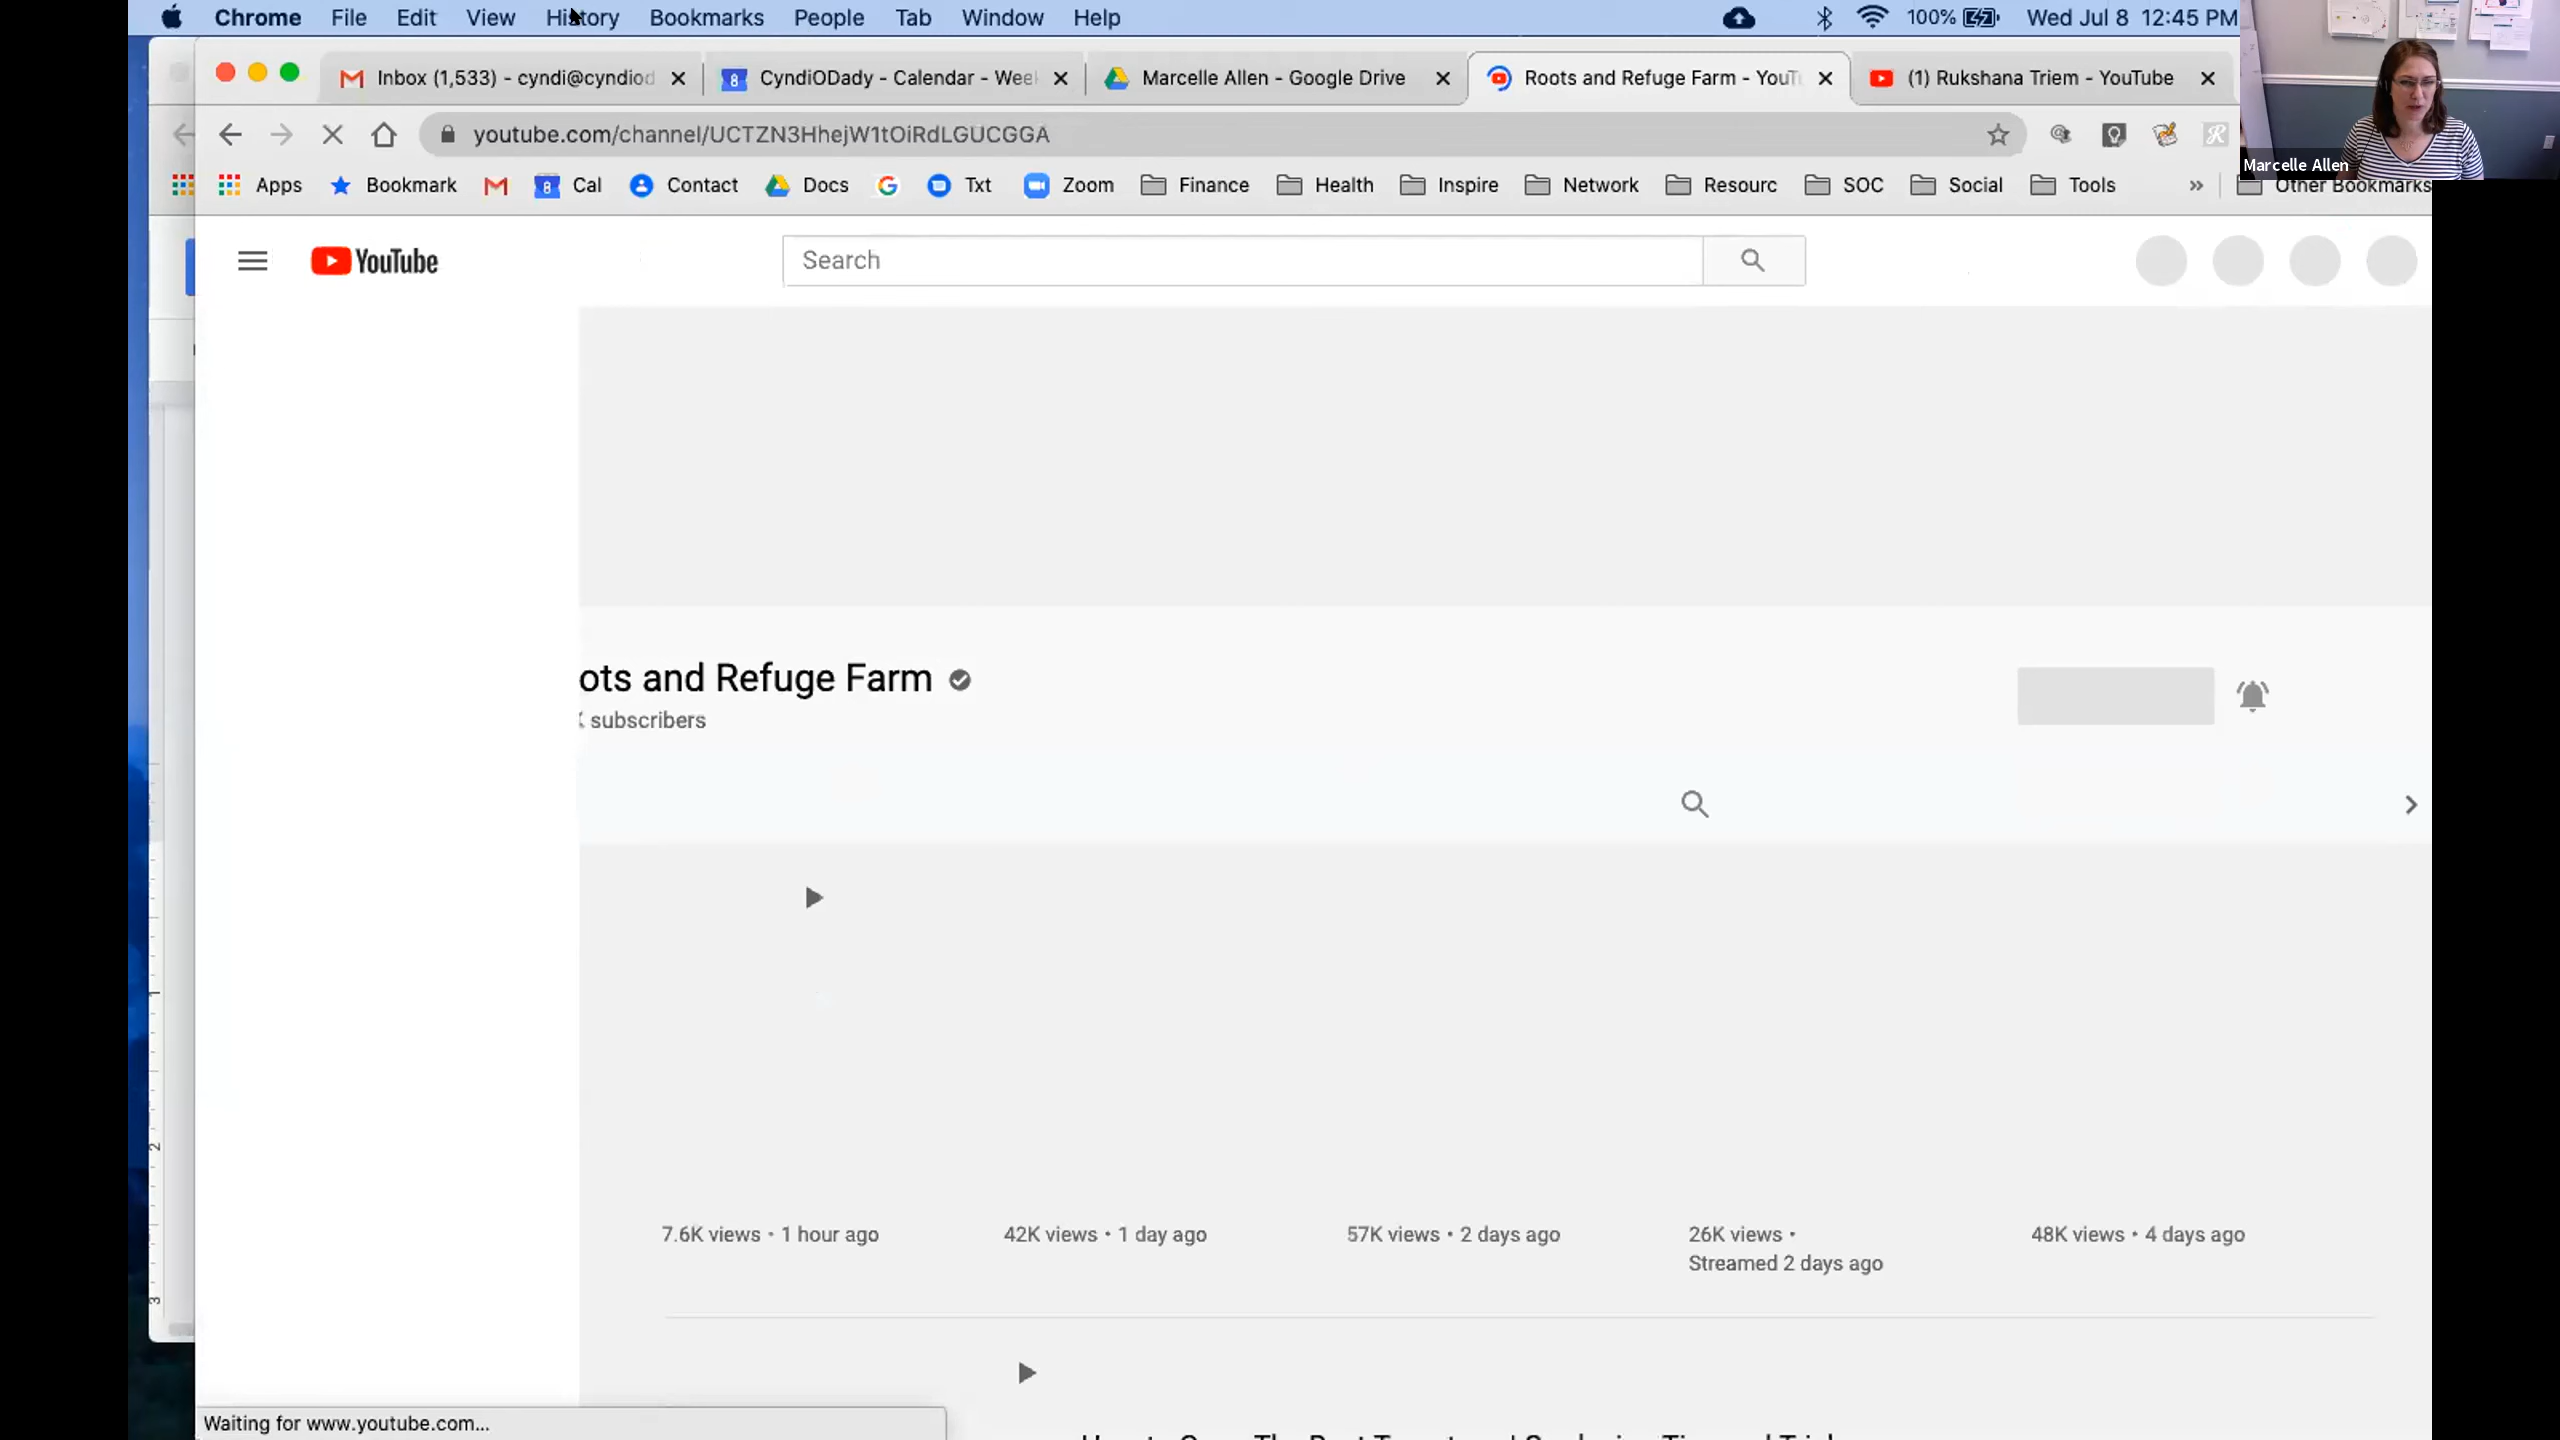 Chrome File Edit View History Bookmarks People Tab Window Help 100% Wed Jul 8 12:45 PM
Inbox (1,533) - cyndi@cyndiod CyndiODady - Calendar - Week Marcelle Allen - Google Drive Roots and Refuge Farm - YouT (1) Rukshana Triem - YouTube
youtube.com/channel/UCTZN3HhejW1tOiRdLGUCGGA
Marcelle Allen
Apps Bookmark Cal Contact Docs Txt Zoom Finance Health Inspire Network Resourc SOC Social Tools » Other Bookmarks
YouTube Search
ots and Refuge Farm
K subscribers
7.6K views • 1 hour ago 42K views • 1 day ago 57K views • 2 days ago 26K views • 48K views • 4 days ago
Streamed 2 days ago
1
2
3
Waiting for www.youtube.com...